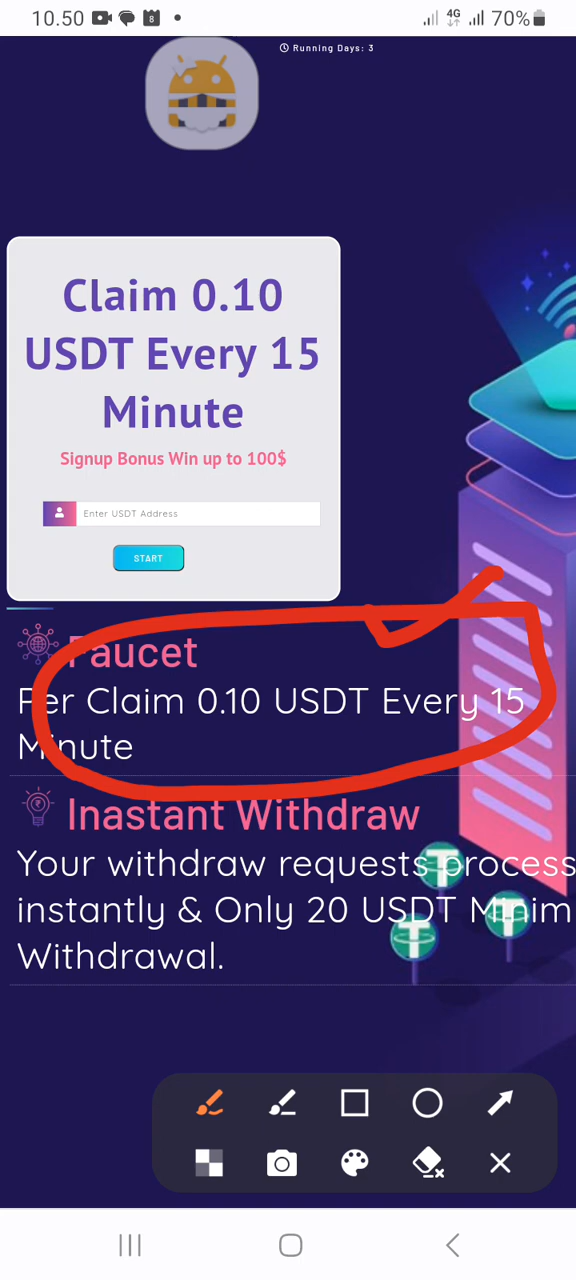 10.50 8 4G 70%
Running Days: 3
Claim 0.10
USDT Every 15
Minute
Signup Bonus Win up to 100$
Enter USDT Address
START
Faucet
Per Claim 0.10 USDT Every 15
Minute
Inastant Withdraw
Your withdraw requests process
instantly & Only 20 USDT Minim
Withdrawal.